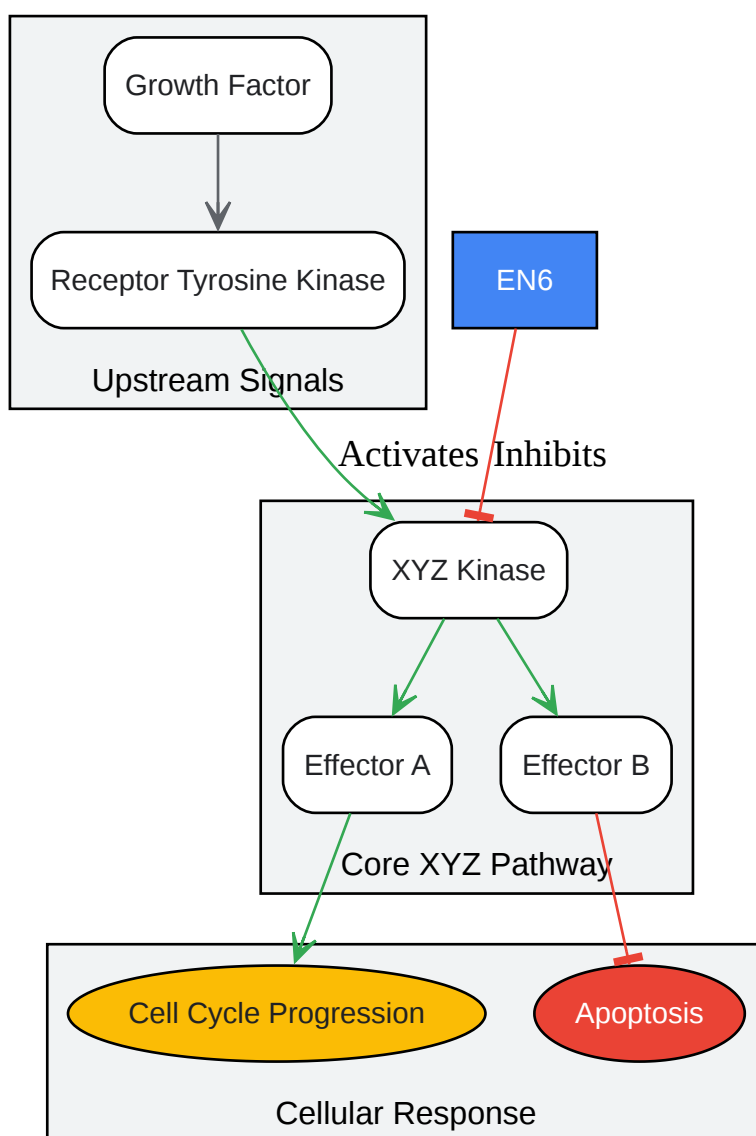 Growth Factor
Receptor Tyrosine Kinase
EN6
Upstream Signals
Activates
Inhibits
XYZ Kinase
Effector A
Effector B
Core XYZ Pathway
Cell Cycle Progression
Apoptosis
Cellular Response